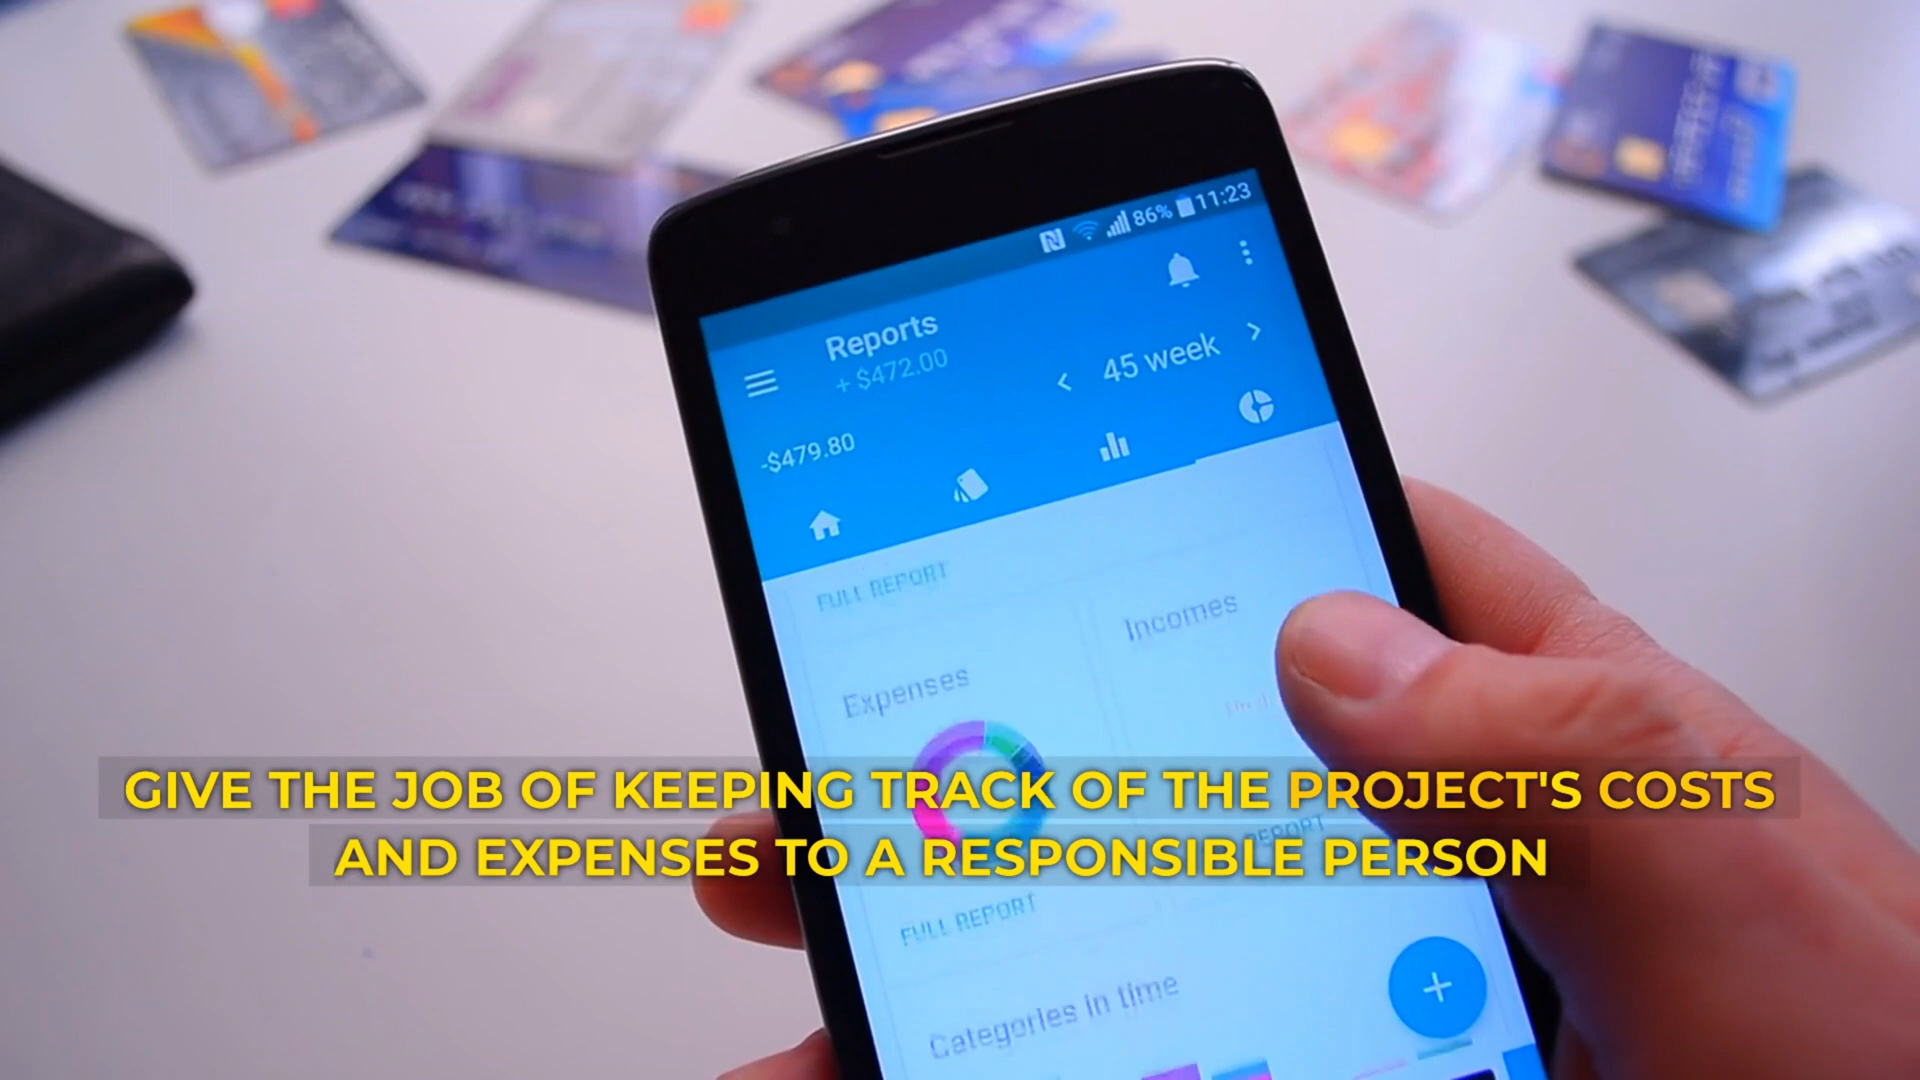 86% 11:23
Reports
+ $472.00
45 week
-$479.80
FULL REPORT
Incomes
Expenses
GIVE THE JOB OF KEEPING TRACK OF THE PROJECT'S COSTS
REPORT
AND EXPENSES TO A RESPONSIBLE PERSON
FULL REPORT
Categories in time